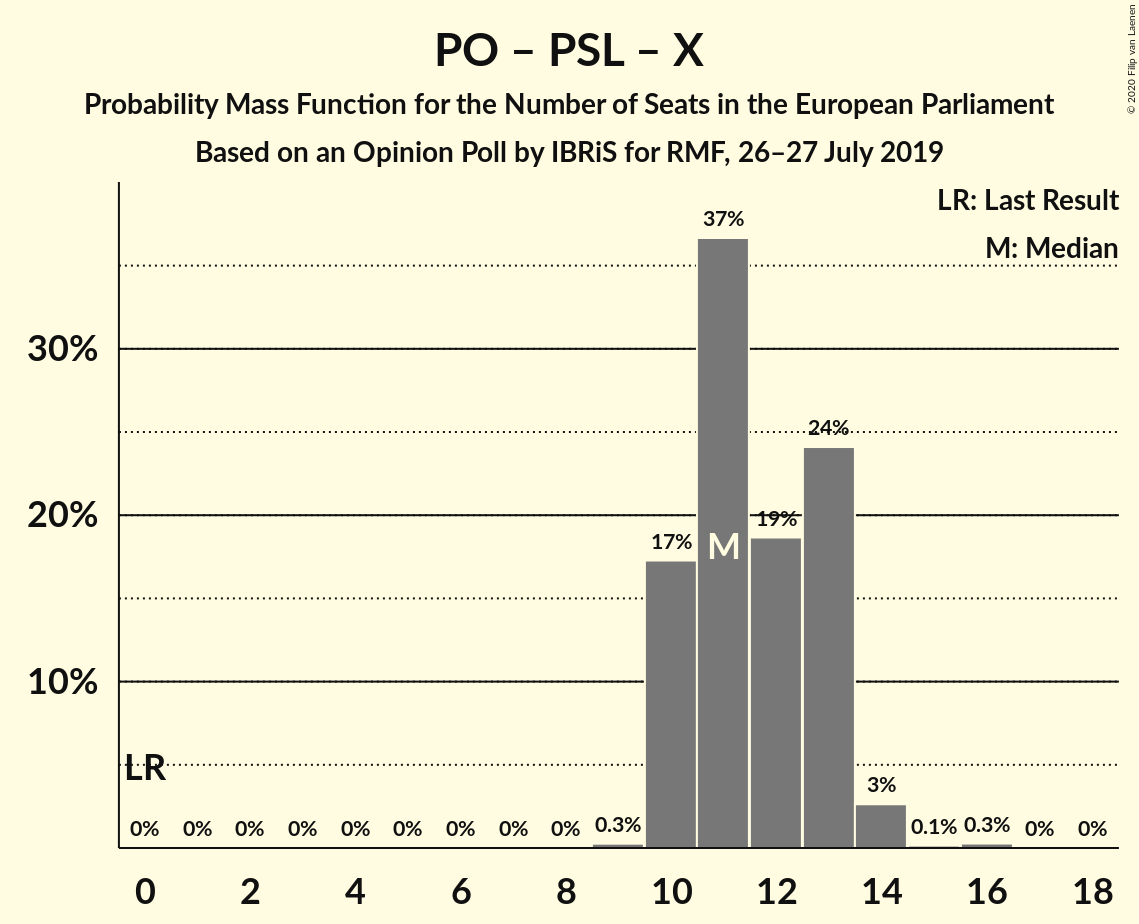 PO – PSL – X
Probability Mass Function for the Number of Seats in the European Parliament
Based on an Opinion Poll by IBRiS for RMF, 26–27 July 2019
© 2020 Filip van Laenen
LR: Last Result
M: Median
30%
20%
10%
LR
M
0% 0% 0% 0% 0% 0% 0% 0% 0% 0.3% 17% 37% 19% 24% 3% 0.1% 0.3% 0% 0%
0 2 4 6 8 10 12 14 16 18